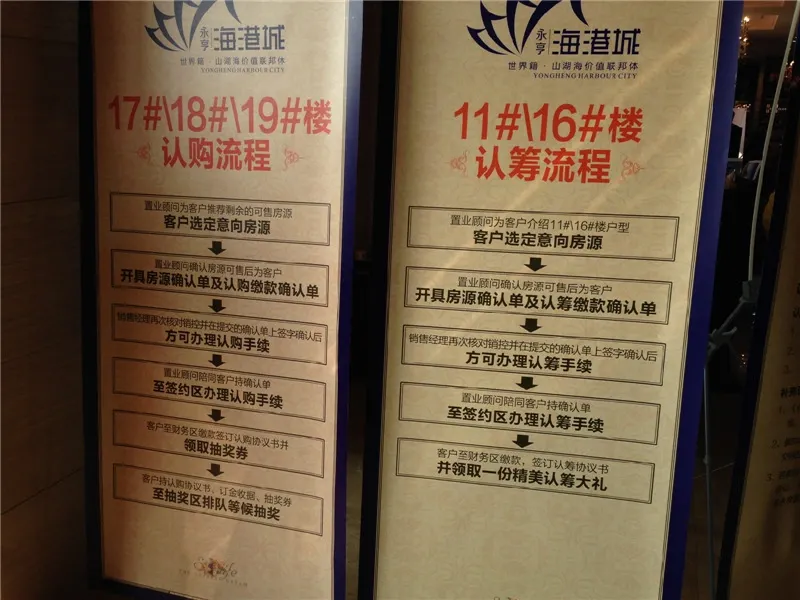 永亨 海港城
世界籍·山湖海价值联邦体
YONGHENG HARBOUR CITY
17#\18#\19#楼
认购流程
置业顾问为客户推荐剩余的可售房源
客户选定意向房源
置业顾问确认房源可售后为客户
开具房源确认单及认购缴款确认单
销售经理再次核对销控并在提交的确认单上签字确认后
方可办理认购手续
置业顾问陪同客户持确认单
至签约区办理认购手续
客户至财务区缴款签订认购协议书并
领取抽奖券
客户持认购协议书、订金收据、抽奖券
至抽奖区排队等候抽奖
永亨 海港城
世界籍·山湖海价值联邦体
YONGHENG HARBOUR CITY
11#\16#楼
认筹流程
置业顾问为客户介绍11#\16#楼户型
客户选定意向房源
置业顾问确认房源可售后为客户
开具房源确认单及认筹缴款确认单
销售经理再次核对销控并在提交的确认单上签字确认后
方可办理认筹手续
置业顾问陪同客户持确认单
至签约区办理认筹手续
客户至财务区缴款，签订认筹协议书
并领取一份精美认筹大礼